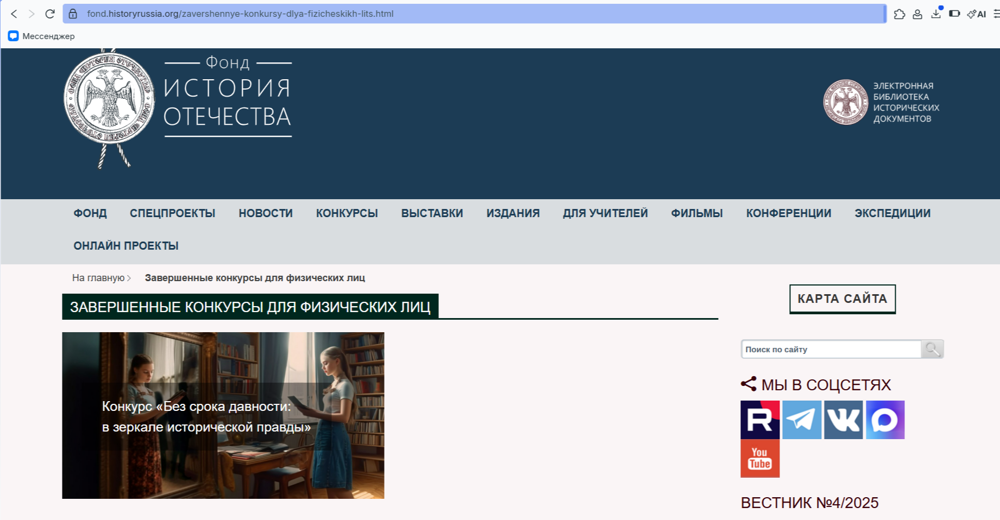 fond.historyrussia.org/zavershennye-konkursy-dlya-fizicheskikh-lits.html
AI
Мессенджер
Фонд
ИСТОРИЯ
ОТЕЧЕСТВА
ЭЛЕКТРОННАЯ
БИБЛИОТЕКА
ИСТОРИЧЕСКИХ
ДОКУМЕНТОВ
ФОНД СПЕЦПРОЕКТЫ НОВОСТИ КОНКУРСЫ ВЫСТАВКИ ИЗДАНИЯ ДЛЯ УЧИТЕЛЕЙ ФИЛЬМЫ КОНФЕРЕНЦИИ ЭКСПЕДИЦИИ
ОНЛАЙН ПРОЕКТЫ
На главную Завершенные конкурсы для физических лиц
ЗАВЕРШЕННЫЕ КОНКУРСЫ ДЛЯ ФИЗИЧЕСКИХ ЛИЦ
Конкурс «Без срока давности:
в зеркале исторической правды»
КАРТА САЙТА
Поиск по сайту
МЫ В СОЦСЕТЯХ
You
Tube
ВЕСТНИК №4/2025